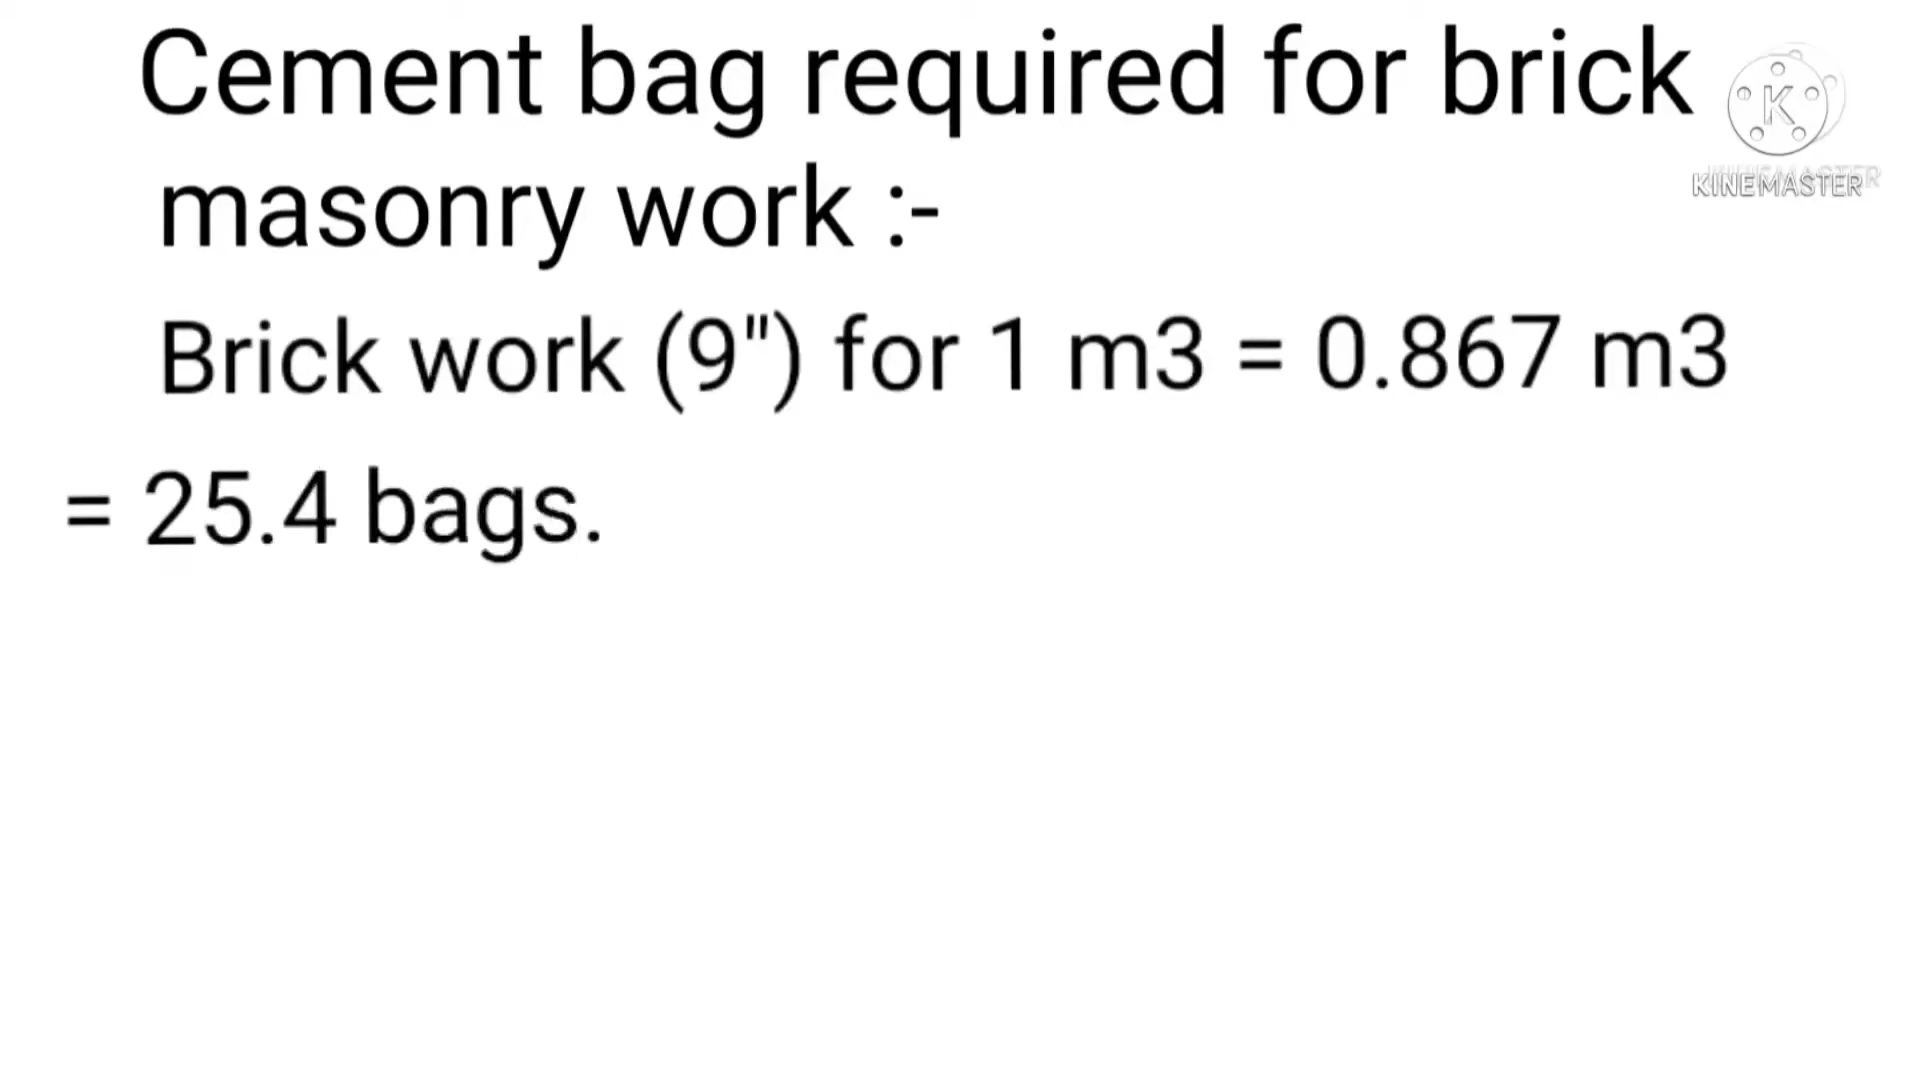 Cement bag required for brick
masonry work :-
Brick work (9") for 1 m3 = 0.867 m3
= 25.4 bags.
K
KINEMASTER